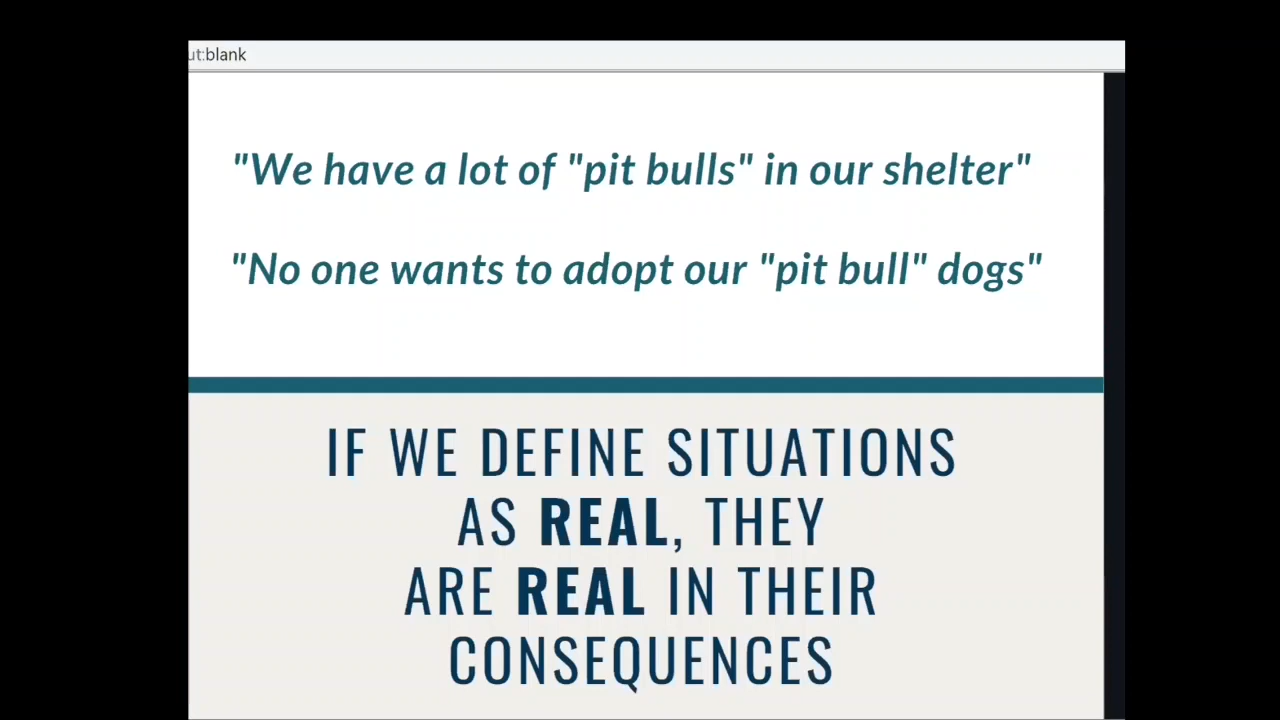 ut:blank
"We have a lot of "pit bulls" in our shelter"
"No one wants to adopt our "pit bull" dogs"
IF WE DEFINE SITUATIONS
AS REAL, THEY
ARE REAL IN THEIR
CONSEQUENCES